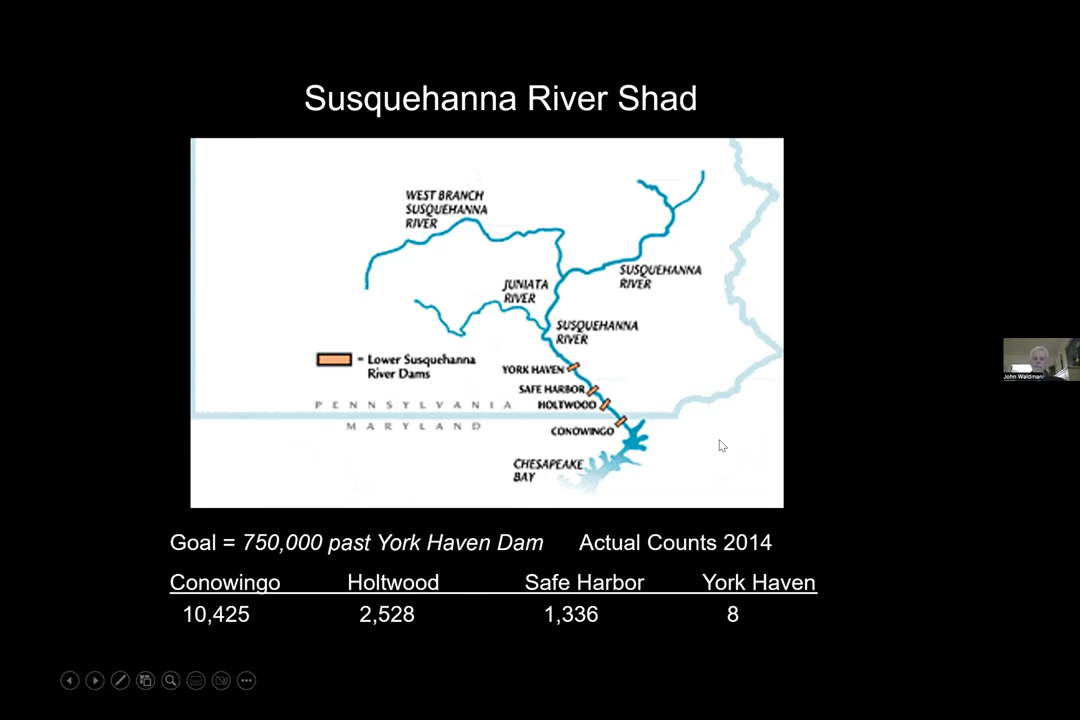 Susquehanna River Shad
WEST BRANCH
SUSQUEHANNA
RIVER
SUSQUEHANNA
RIVER
JUNIATA
RIVER
SUSQUEHANNA
RIVER
= Lower Susquehanna
River Dams
YORK HAVEN
SAFE HARBOR
HOLTWOOD
PENNSYLVANIA
MARYLAND
CONOWINGO
CHESAPEAKE
BAY
John Waldman
Goal = 750,000 past York Haven Dam Actual Counts 2014
Conowingo Holtwood Safe Harbor York Haven
10,425 2,528 1,336 8